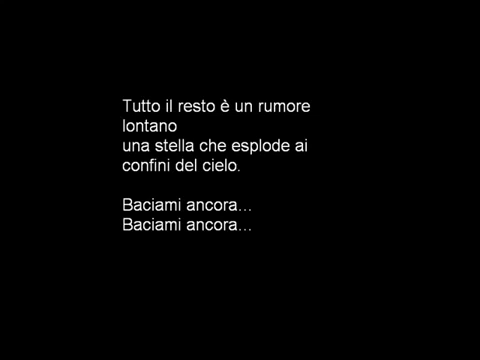 Tutto il resto è un rumore
lontano
una stella che esplode ai
confini del cielo.
Baciami ancora...
Baciami ancora...